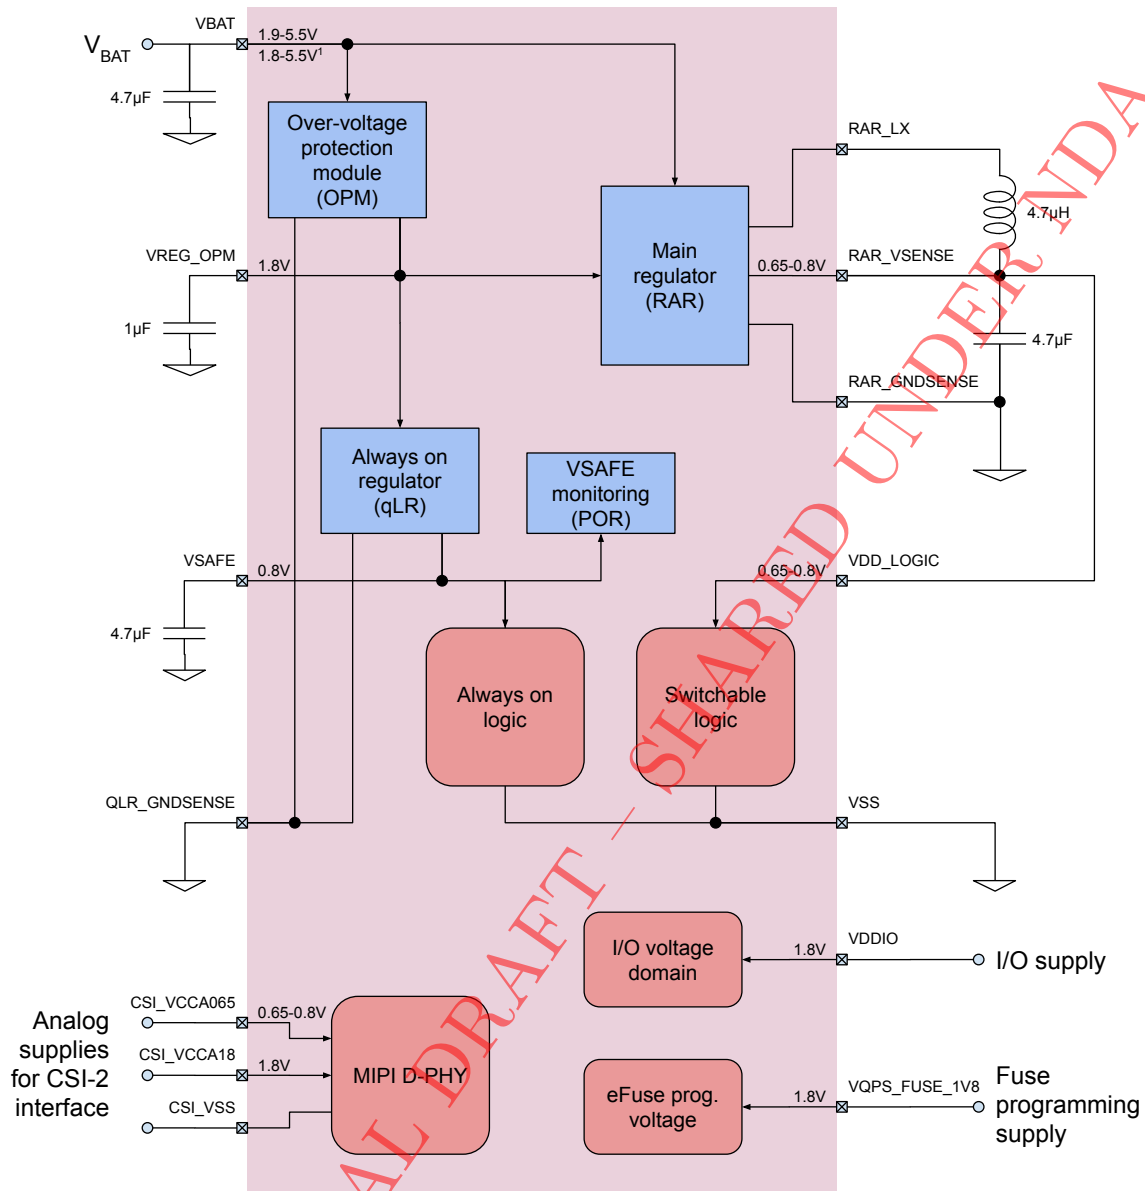 VBAT
V_BAT
1.9-5.5V
1.8-5.5V¹
4.7µF
Over-voltage
protection
module
(OPM)
RAR_LX
4.7µH
VREG_OPM
1.8V
1µF
Main
regulator
(RAR)
0.65-0.8V
RAR_VSENSE
4.7µF
RAR_GNDSENSE
Always on
regulator
(qLR)
VSAFE
monitoring
(POR)
VSAFE
0.8V
4.7µF
0.65-0.8V
VDD_LOGIC
Always on
logic
Switchable
logic
QLR_GNDSENSE
VSS
I/O voltage
domain
1.8V
VDDIO
I/O supply
Analog
supplies
for CSI-2
interface
CSI_VCCA065
0.65-0.8V
CSI_VCCA18
1.8V
CSI_VSS
MIPI D-PHY
eFuse prog.
voltage
1.8V
VQPS_FUSE_1V8
Fuse
programming
supply
AL DRAFT – SHARED UNDER NDA